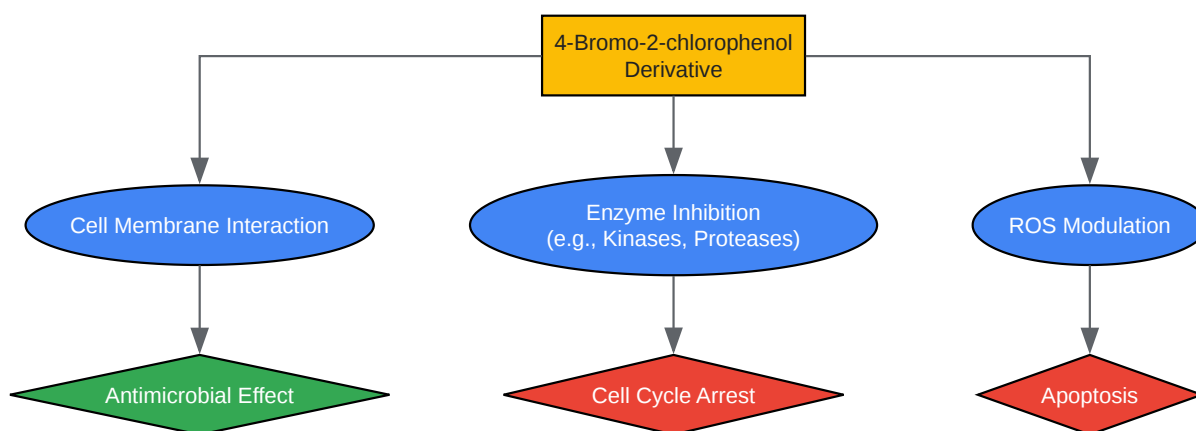 4-Bromo-2-chlorophenol
Derivative
Cell Membrane Interaction
Enzyme Inhibition
(e.g., Kinases, Proteases)
ROS Modulation
Antimicrobial Effect
Cell Cycle Arrest
Apoptosis